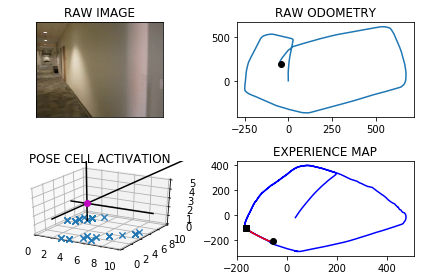 RAW IMAGE
RAW ODOMETRY
500
0
-250 0 250 500
POSE CELL ACTIVATION
5
4
3
2
1
0
0 2 4 6 8 10
0 2 4 6 8 10
EXPERIENCE MAP
400
200
0
-200
-200 0 200 400